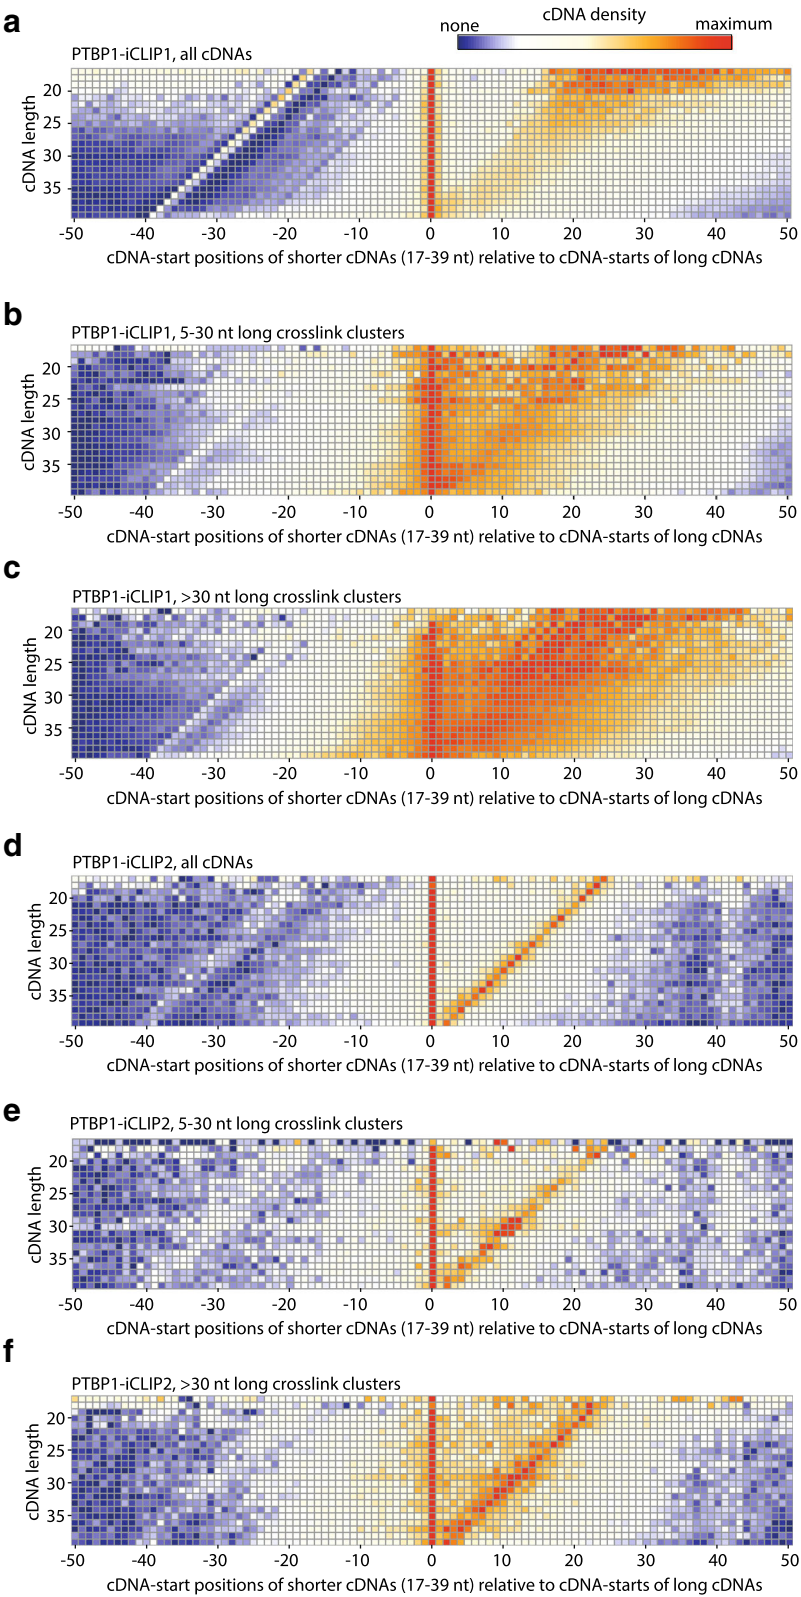 a
cDNA density
none
maximum
PTBP1-iCLIP1, all cDNAs
cDNA length
20
25
30
35
-50 -40 -30 -20 -10 0 10 20 30 40 50
cDNA-start positions of shorter cDNAs (17-39 nt) relative to cDNA-starts of long cDNAs
b
PTBP1-iCLIP1, 5-30 nt long crosslink clusters
cDNA length
20
25
30
35
-50 -40 -30 -20 -10 0 10 20 30 40 50
cDNA-start positions of shorter cDNAs (17-39 nt) relative to cDNA-starts of long cDNAs
c
PTBP1-iCLIP1, >30 nt long crosslink clusters
cDNA length
20
25
30
35
-50 -40 -30 -20 -10 0 10 20 30 40 50
cDNA-start positions of shorter cDNAs (17-39 nt) relative to cDNA-starts of long cDNAs
d
PTBP1-iCLIP2, all cDNAs
cDNA length
20
25
30
35
-50 -40 -30 -20 -10 0 10 20 30 40 50
cDNA-start positions of shorter cDNAs (17-39 nt) relative to cDNA-starts of long cDNAs
e
PTBP1-iCLIP2, 5-30 nt long crosslink clusters
cDNA length
20
25
30
35
-50 -40 -30 -20 -10 0 10 20 30 40 50
cDNA-start positions of shorter cDNAs (17-39 nt) relative to cDNA-starts of long cDNAs
f
PTBP1-iCLIP2, >30 nt long crosslink clusters
cDNA length
20
25
30
35
-50 -40 -30 -20 -10 0 10 20 30 40 50
cDNA-start positions of shorter cDNAs (17-39 nt) relative to cDNA-starts of long cDNAs